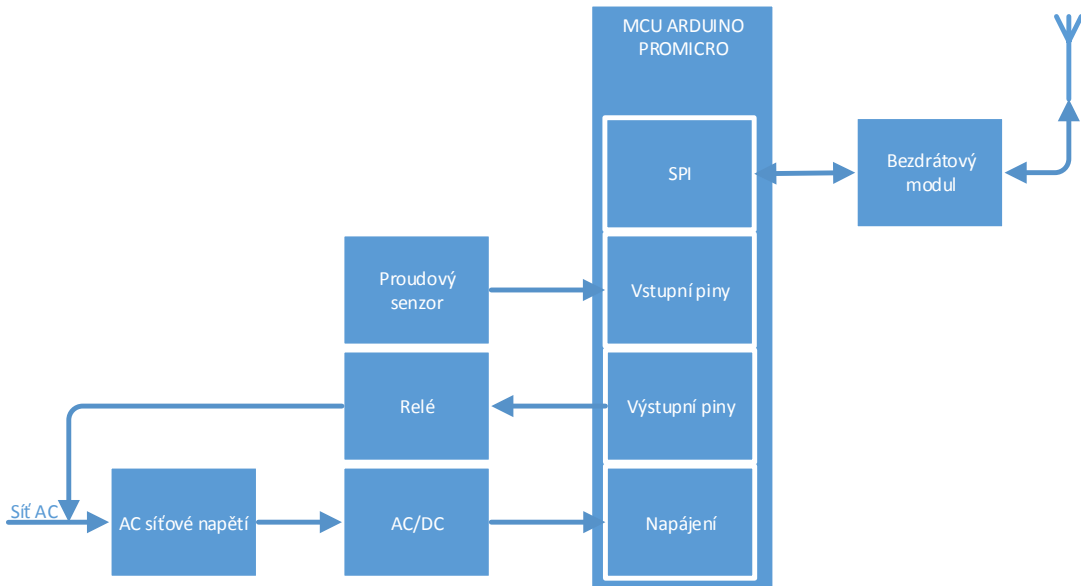 MCU ARDUINO
PROMICRO
SPI
Bezdrátový
modul
Proudový
senzor
Vstupní piny
Relé
Výstupní piny
Síť AC
AC síťové napětí
AC/DC
Napájení